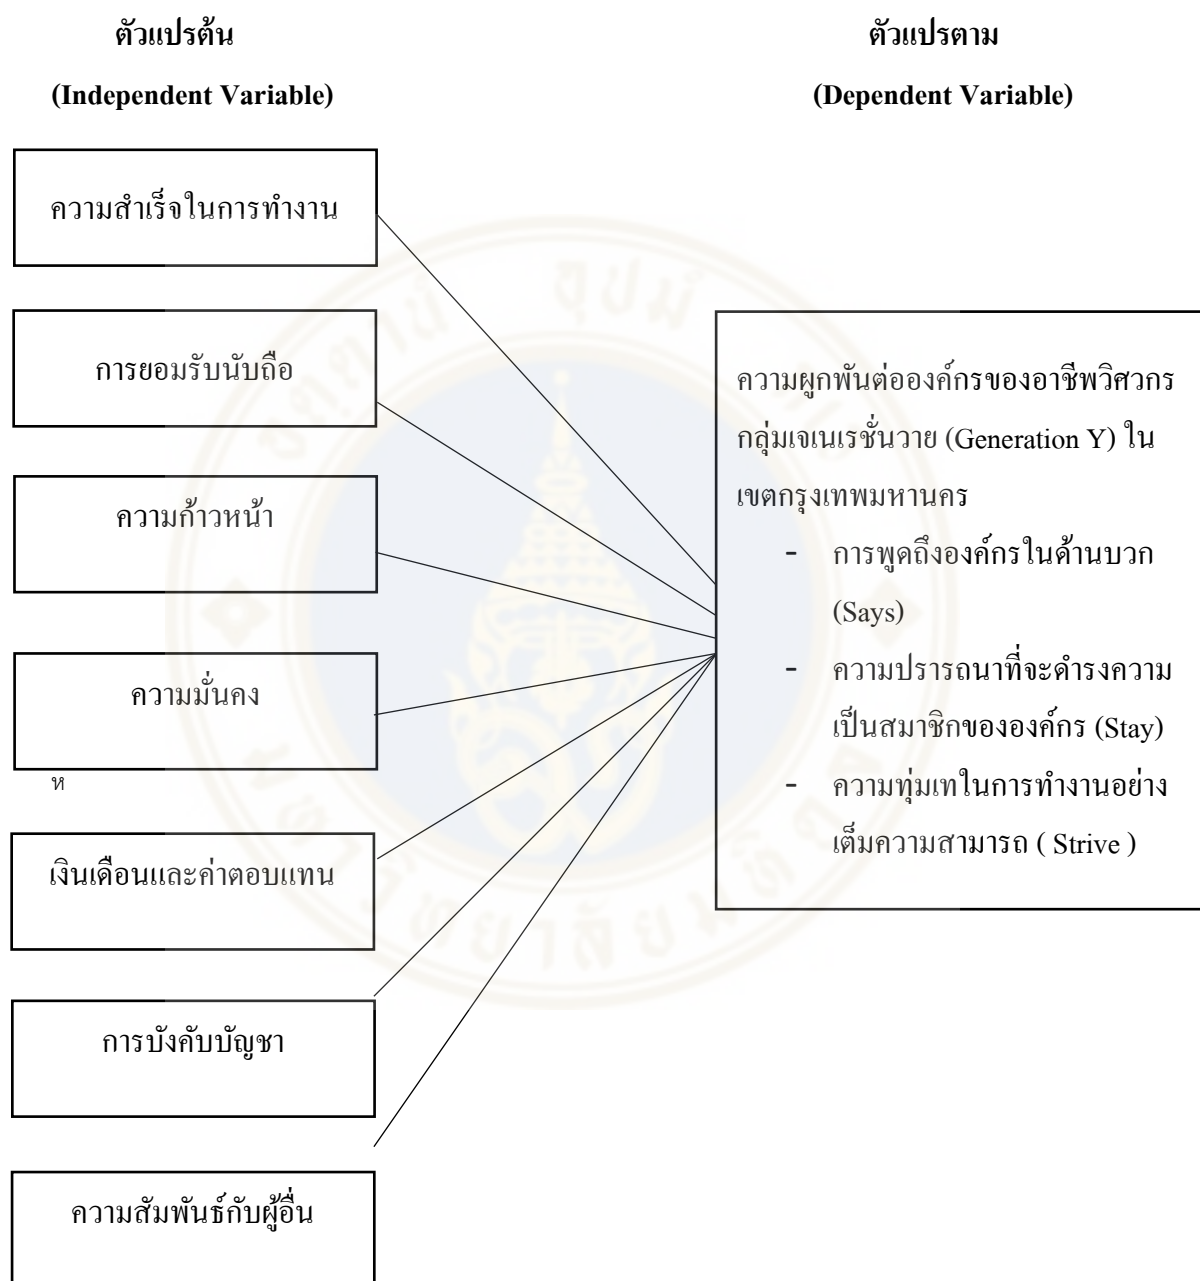 ตัวแปรต้น
(Independent Variable)
ตัวแปรตาม
(Dependent Variable)
ความสำเร็จในการทำงาน
การยอมรับนับถือ
ความก้าวหน้า
ความมั่นคง
ห
เงินเดือนและค่าตอบแทน
การบังคับบัญชา
ความสัมพันธ์กับผู้อื่น
ความผูกพันต่อองค์กรของอาชีพวิศวกร
กลุ่มเจเนเรชั่นวาย (Generation Y) ใน
เขตกรุงเทพมหานคร
- การพูดถึงองค์กรในด้านบวก
(Says)
- ความปรารถนาที่จะดำรงความ
เป็นสมาชิกขององค์กร (Stay)
- ความทุ่มเทในการทำงานอย่าง
เต็มความสามารถ ( Strive )